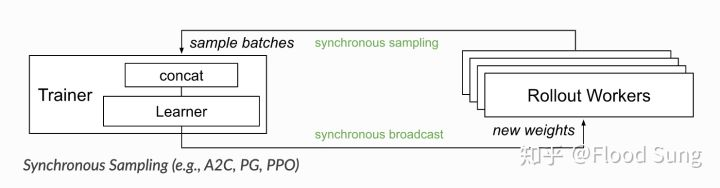 sample batches
synchronous sampling
Trainer
concat
Learner
Rollout Workers
synchronous broadcast
new weights
Synchronous Sampling (e.g., A2C, PG, PPO)
知乎 @Flood Sung